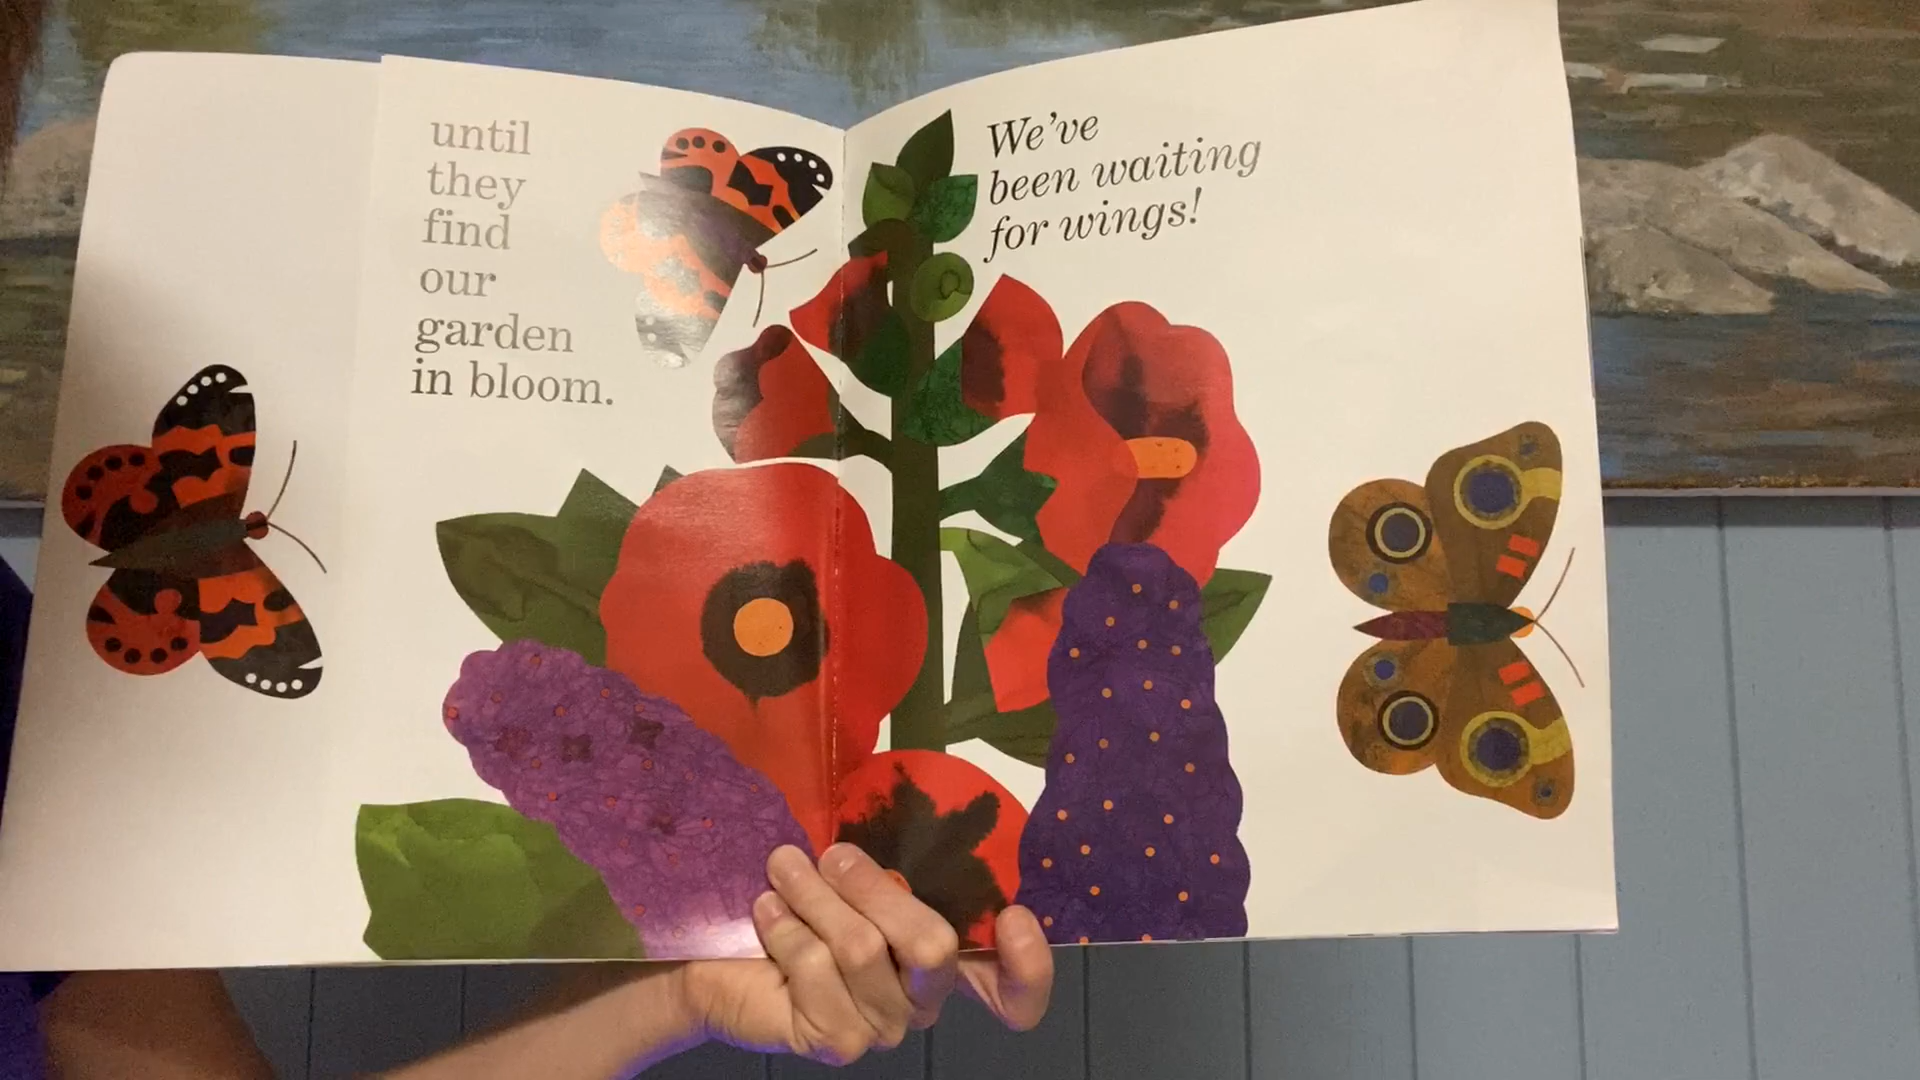 until
they
find
our
garden
in bloom.
We've
been waiting
for wings!